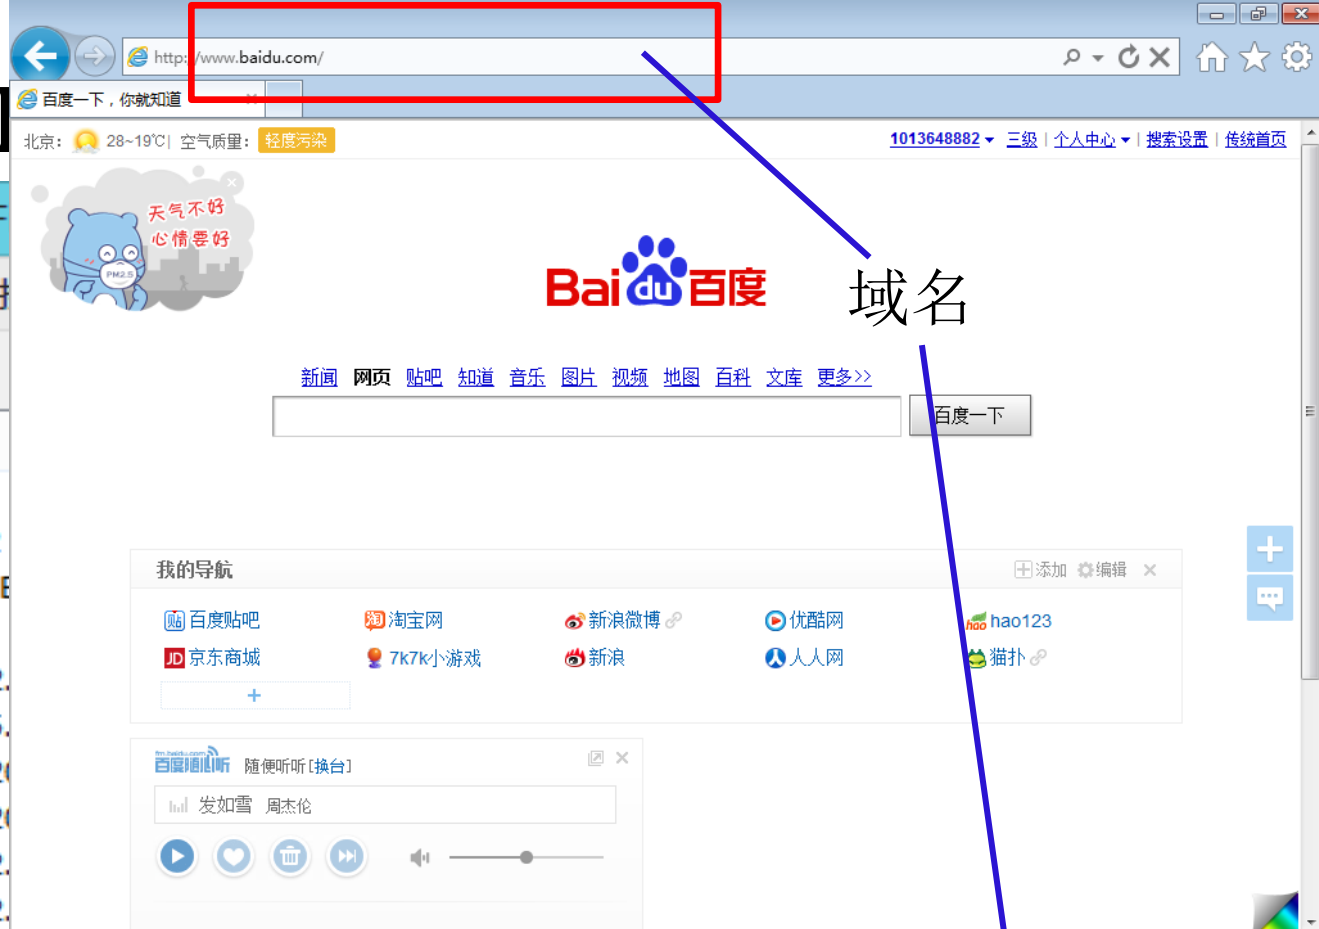 http://www.baidu.com/
百度一下，你就知道
北京： 28~19℃| 空气质量： 轻度污染
1013648882 三级 | 个人中心 | 搜索设置 | 传统首页
天气不好
心情要好
PM2.5
Bai du 百度
域名
新闻 网页 贴吧 知道 音乐 图片 视频 地图 百科 文库 更多>>
百度一下
我的导航 添加 编辑
贴 百度贴吧 淘 淘宝网 新浪微博 优酷网 hao hao123
JD 京东商城 7k7k小游戏 新浪 人人网 猫扑
fm.baidu.com
百度随心听 随便听听[换台]
发如雪 周杰伦